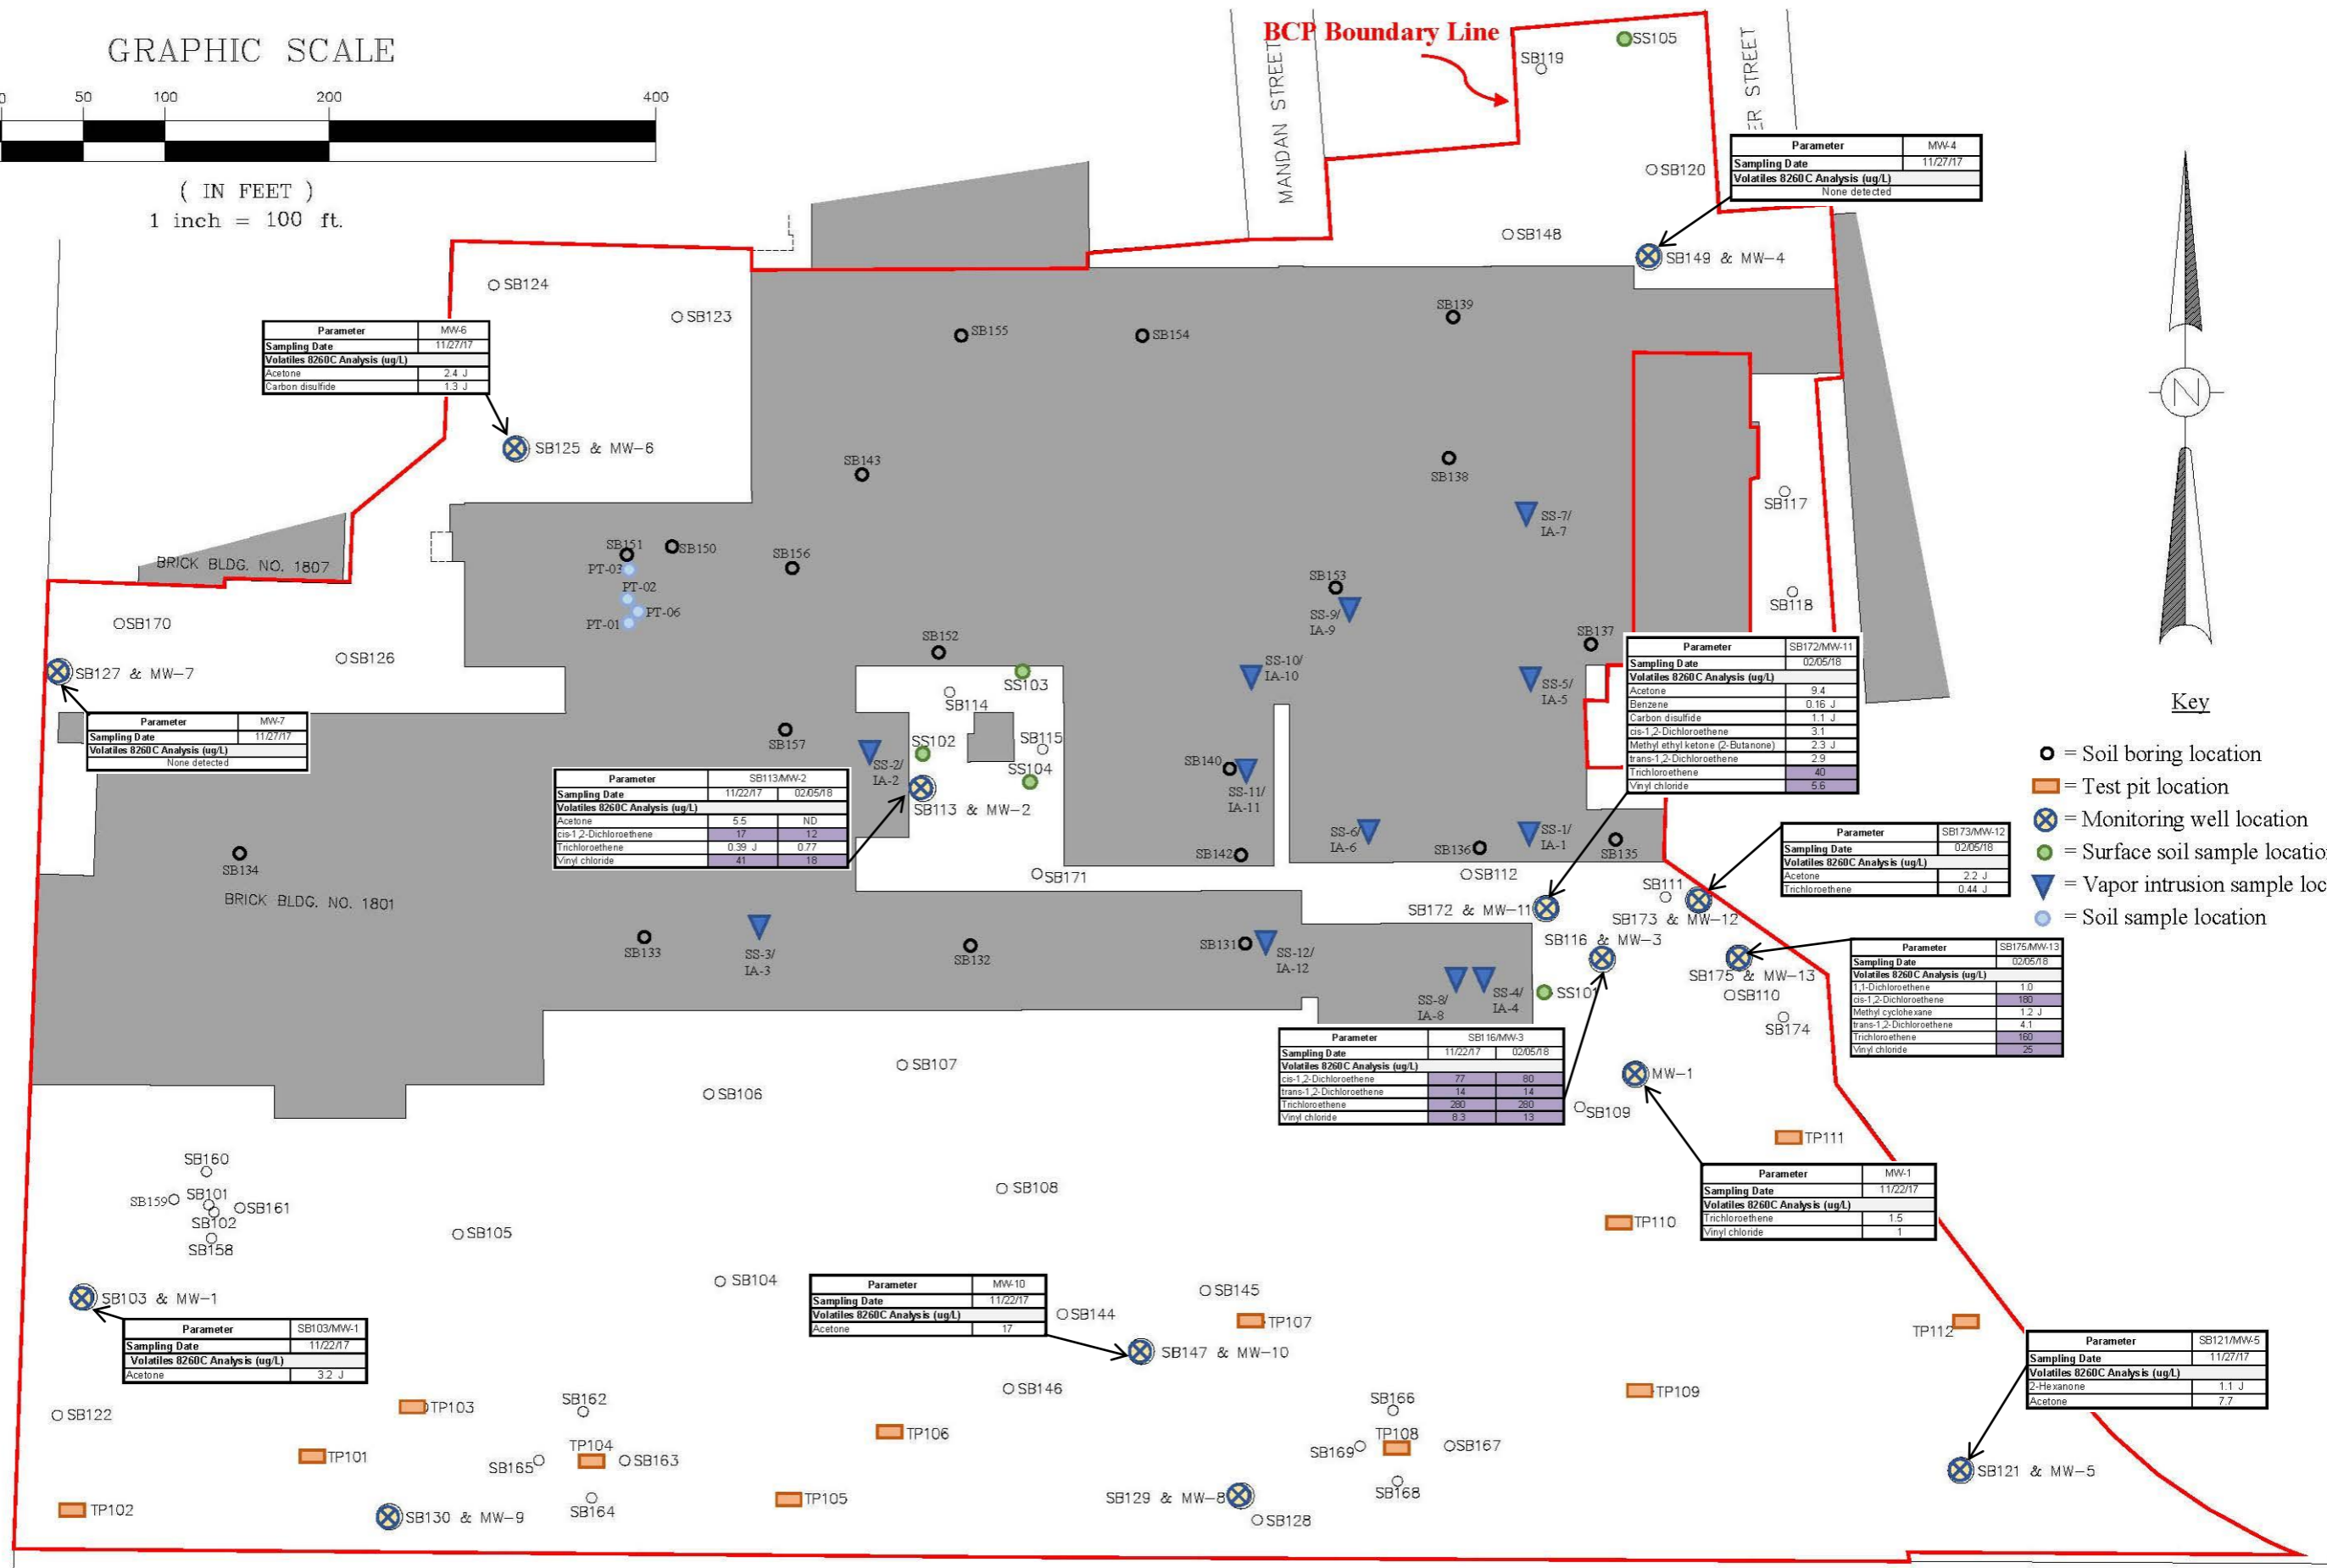 GRAPHIC SCALE
0 50 100 200 400
( IN FEET )
1 inch = 100 ft.
BCP Boundary Line
MANDAN STREET
ER STREET
SS105
SB119
SB120
SB148
SB149 & MW-4
Parameter MW-4
Sampling Date 11/27/17
Volatiles 8260C Analysis (ug/L)
None detected
SB124
SB123
Parameter MW-6
Sampling Date 11/27/17
Volatiles 8260C Analysis (ug/L)
Acetone 2.4 J
Carbon disulfide 1.3 J
SB125 & MW-6
SB155
SB154
SB139
SB143
SB138
SS-7/
IA-7
SB117
SB118
BRICK BLDG. NO. 1807
SB151
SB150
SB156
PT-03
PT-02
PT-06
PT-01
SB153
SS-9/
IA-9
SB137
SB170
SB126
SB127 & MW-7
Parameter MW-7
Sampling Date 11/27/17
Volatiles 8260C Analysis (ug/L)
None detected
SB152
SS103
SB114
SS-10/
IA-10
SS-5/
IA-5
Parameter SB172/MW-11
Sampling Date 02/05/18
Volatiles 8260C Analysis (ug/L)
Acetone 9.4
Benzene 0.16 J
Carbon disulfide 1.1 J
cis-1,2-Dichloroethene 3.1
Methyl ethyl ketone (2-Butanone) 2.3 J
trans-1,2-Dichloroethene 2.9
Trichloroethene 40
Vinyl chloride 5.6
N
Key
= Soil boring location
= Test pit location
= Monitoring well location
= Surface soil sample locatio
= Vapor intrusion sample loc
= Soil sample location
SB157
SS-2/
IA-2
SS102
SB115
SS104
SB113 & MW-2
Parameter SB113/MW-2
Sampling Date 11/22/17 02/05/18
Volatiles 8260C Analysis (ug/L)
Acetone 5.5 ND
cis-1,2-Dichloroethene 17 12
Trichloroethene 0.39 J 0.77
Vinyl chloride 41 18
SB140
SS-11/
IA-11
SS-6/
IA-6
SB142
SB136
SS-1/
IA-1
SB135
SB134
BRICK BLDG. NO. 1801
SB171
SB112
SB111
SB172 & MW-11
SB173 & MW-12
Parameter SB173/MW-12
Sampling Date 02/05/18
Volatiles 8260C Analysis (ug/L)
Acetone 2.2 J
Trichloroethene 0.44 J
SB133
SS-3/
IA-3
SB132
SB131
SS-12/
IA-12
SB116 & MW-3
SS-8/
IA-8
SS-4/
IA-4
SS101
SB175 & MW-13
SB110
SB174
Parameter SB175/MW-13
Sampling Date 02/05/18
Volatiles 8260C Analysis (ug/L)
1,1-Dichloroethene 1.0
cis-1,2-Dichloroethene 180
Methyl cyclohexane 1.2 J
trans-1,2-Dichloroethene 4.1
Trichloroethene 160
Vinyl chloride 25
Parameter SB116/MW-3
Sampling Date 11/22/17 02/05/18
Volatiles 8260C Analysis (ug/L)
cis-1,2-Dichloroethene 77 80
trans-1,2-Dichloroethene 14 14
Trichloroethene 280 280
Vinyl chloride 8.3 13
SB107
SB106
MW-1
SB109
TP111
Parameter MW-1
Sampling Date 11/22/17
Volatiles 8260C Analysis (ug/L)
Trichloroethene 1.5
Vinyl chloride 1
SB160
SB159
SB101
SB161
SB102
SB158
SB105
SB108
TP110
SB103 & MW-1
Parameter SB103/MW-1
Sampling Date 11/22/17
Volatiles 8260C Analysis (ug/L)
Acetone 3.2 J
SB104
Parameter MW-10
Sampling Date 11/22/17
Volatiles 8260C Analysis (ug/L)
Acetone 17
SB144
SB145
TP107
SB147 & MW-10
SB146
TP112
Parameter SB121/MW-5
Sampling Date 11/27/17
Volatiles 8260C Analysis (ug/L)
2-Hexanone 1.1 J
Acetone 7.7
SB122
TP103
SB162
TP106
SB166
TP109
TP101
TP104
SB165
SB163
SB169
TP108
SB167
SB121 & MW-5
TP102
SB130 & MW-9
SB164
TP105
SB129 & MW-8
SB168
SB128